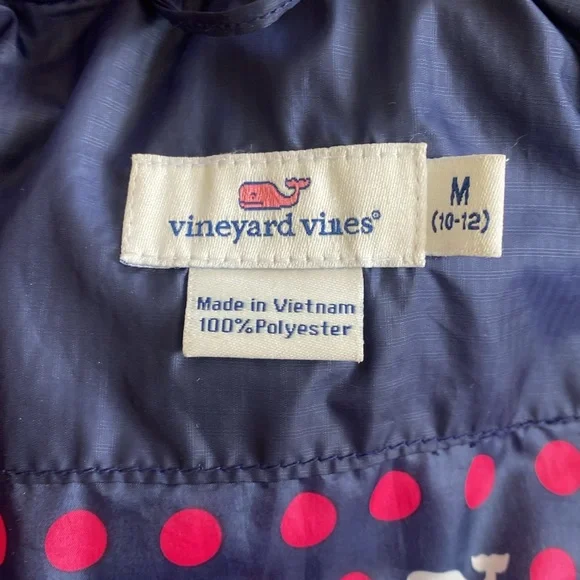 vineyard vines®
M
(10-12)
Made in Vietnam
100%Polyester